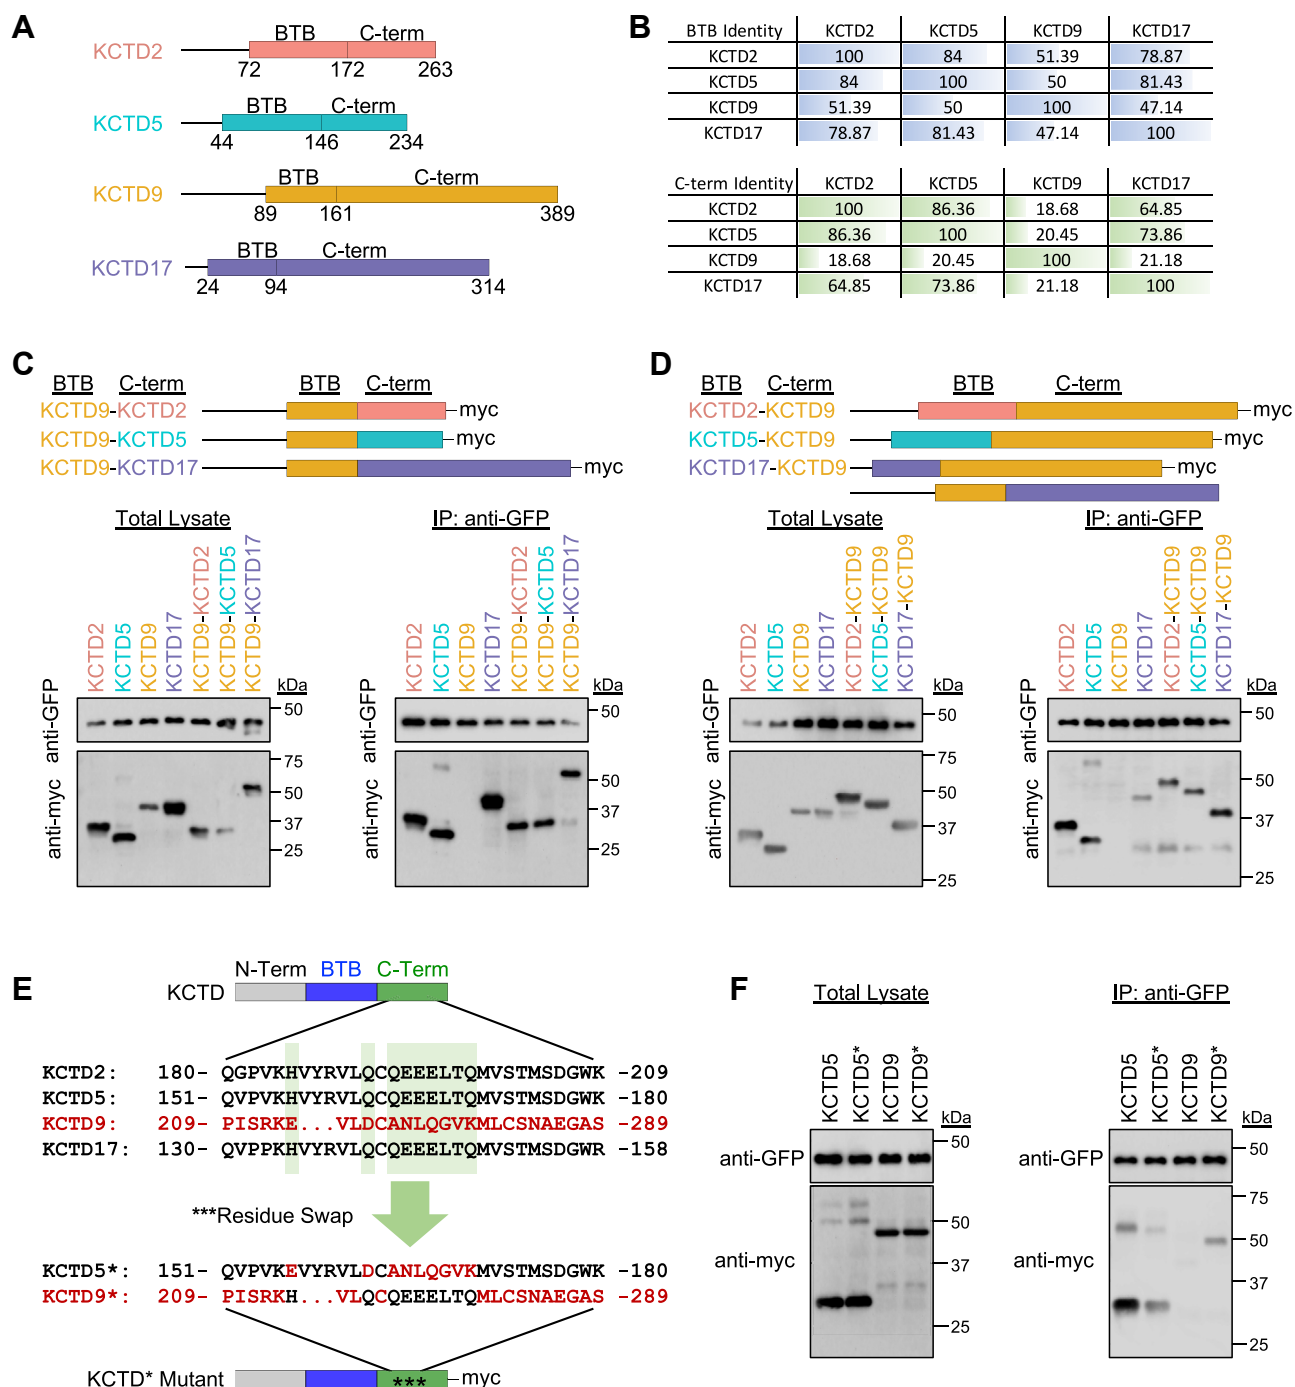 A
KCTD2
BTB
C-term
72
172
263
KCTD5
BTB
C-term
44
146
234
KCTD9
BTB
C-term
89
161
389
KCTD17
BTB
C-term
24
94
314
B
BTB Identity KCTD2 KCTD5 KCTD9 KCTD17
KCTD2 100 84 51.39 78.87
KCTD5 84 100 50 81.43
KCTD9 51.39 50 100 47.14
KCTD17 78.87 81.43 47.14 100
C-term Identity KCTD2 KCTD5 KCTD9 KCTD17
KCTD2 100 86.36 18.68 64.85
KCTD5 86.36 100 20.45 73.86
KCTD9 18.68 20.45 100 21.18
KCTD17 64.85 73.86 21.18 100
C
BTB C-term BTB C-term
KCTD9-KCTD2 myc
KCTD9-KCTD5 myc
KCTD9-KCTD17 myc
Total Lysate
KCTD2
KCTD5
KCTD9
KCTD17
KCTD9-KCTD2
KCTD9-KCTD5
KCTD9-KCTD17
kDa
anti-GFP
50
anti-myc
75
50
37
25
IP: anti-GFP
KCTD2
KCTD5
KCTD9
KCTD17
KCTD9-KCTD2
KCTD9-KCTD5
KCTD9-KCTD17
kDa
anti-GFP
50
anti-myc
75
50
37
25
D
BTB C-term BTB C-term
KCTD2-KCTD9 myc
KCTD5-KCTD9 myc
KCTD17-KCTD9 myc
Total Lysate
KCTD2
KCTD5
KCTD9
KCTD17
KCTD2-KCTD9
KCTD5-KCTD9
KCTD17-KCTD9
kDa
anti-GFP
50
anti-myc
50
37
25
IP: anti-GFP
KCTD2
KCTD5
KCTD9
KCTD17
KCTD2-KCTD9
KCTD5-KCTD9
KCTD17-KCTD9
kDa
anti-GFP
50
anti-myc
50
37
25
E
N-Term BTB C-Term
KCTD
KCTD2: 180- QGPVKHVYRVLQCQEEELTQMVSTMSDGWK -209
KCTD5: 151- QVPVKHVYRVLQCQEEELTQMVSTMSDGWK -180
KCTD9: 209- PISRKE...VLDCANLQGVKMLCSNAEGAS -289
KCTD17: 130- QVPPKHVYRVLQCQEEELTQMVSTMSDGWR -158
***Residue Swap
KCTD5*: 151- QVPVKEVYRVLDCANLQGVKMVSTMSDGWK -180
KCTD9*: 209- PISRKH...VLQCQEEELTQMLCSNAEGAS -289
KCTD* Mutant *** myc
F
Total Lysate
KCTD5
KCTD5*
KCTD9
KCTD9*
kDa
anti-GFP
50
anti-myc
50
37
25
IP: anti-GFP
KCTD5
KCTD5*
KCTD9
KCTD9*
kDa
anti-GFP
50
anti-myc
75
50
37
25